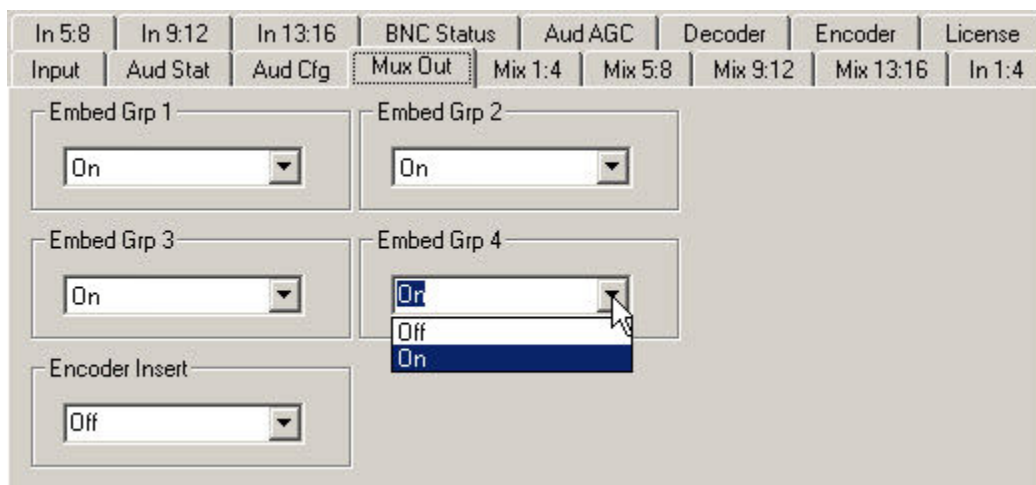 In 5:8 In 9:12 In 13:16 BNC Status Aud AGC Decoder Encoder License
Input Aud Stat Aud Cfg Mux Out Mix 1:4 Mix 5:8 Mix 9:12 Mix 13:16 In 1:4
Embed Grp 1 Embed Grp 2
On On
Embed Grp 3 Embed Grp 4
On On
Off
On
Encoder Insert
Off